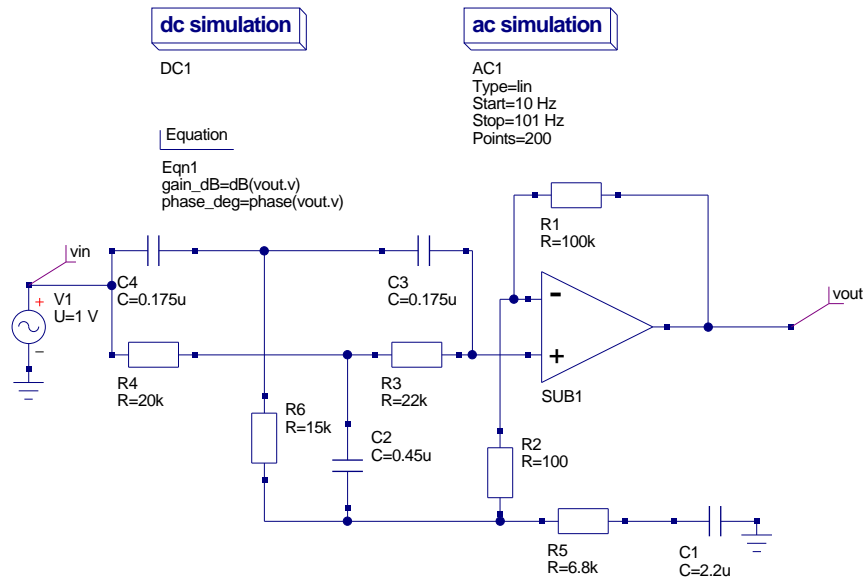 dc simulation
DC1
ac simulation
AC1
Type=lin
Start=10 Hz
Stop=101 Hz
Points=200
Equation
Eqn1
gain_dB=dB(vout.v)
phase_deg=phase(vout.v)
R1
R=100k
vin
V1
U=1 V
C4
C=0.175u
C3
C=0.175u
vout
R4
R=20k
R3
R=22k
SUB1
R6
R=15k
C2
C=0.45u
R2
R=100
R5
R=6.8k
C1
C=2.2u